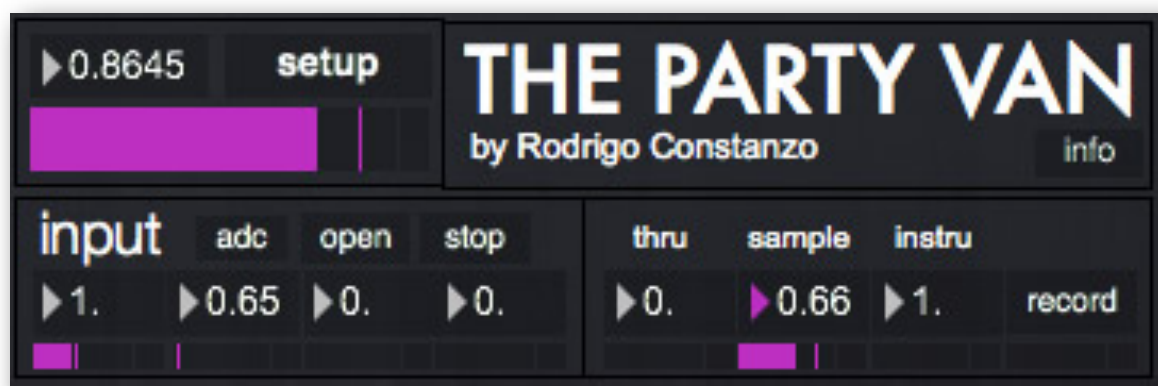 0.8645 setup
THE PARTY VAN
by Rodrigo Constanzo
info
input adc open stop
1. 0.65 0. 0.
thru sample instru
0. 0.66 1. record